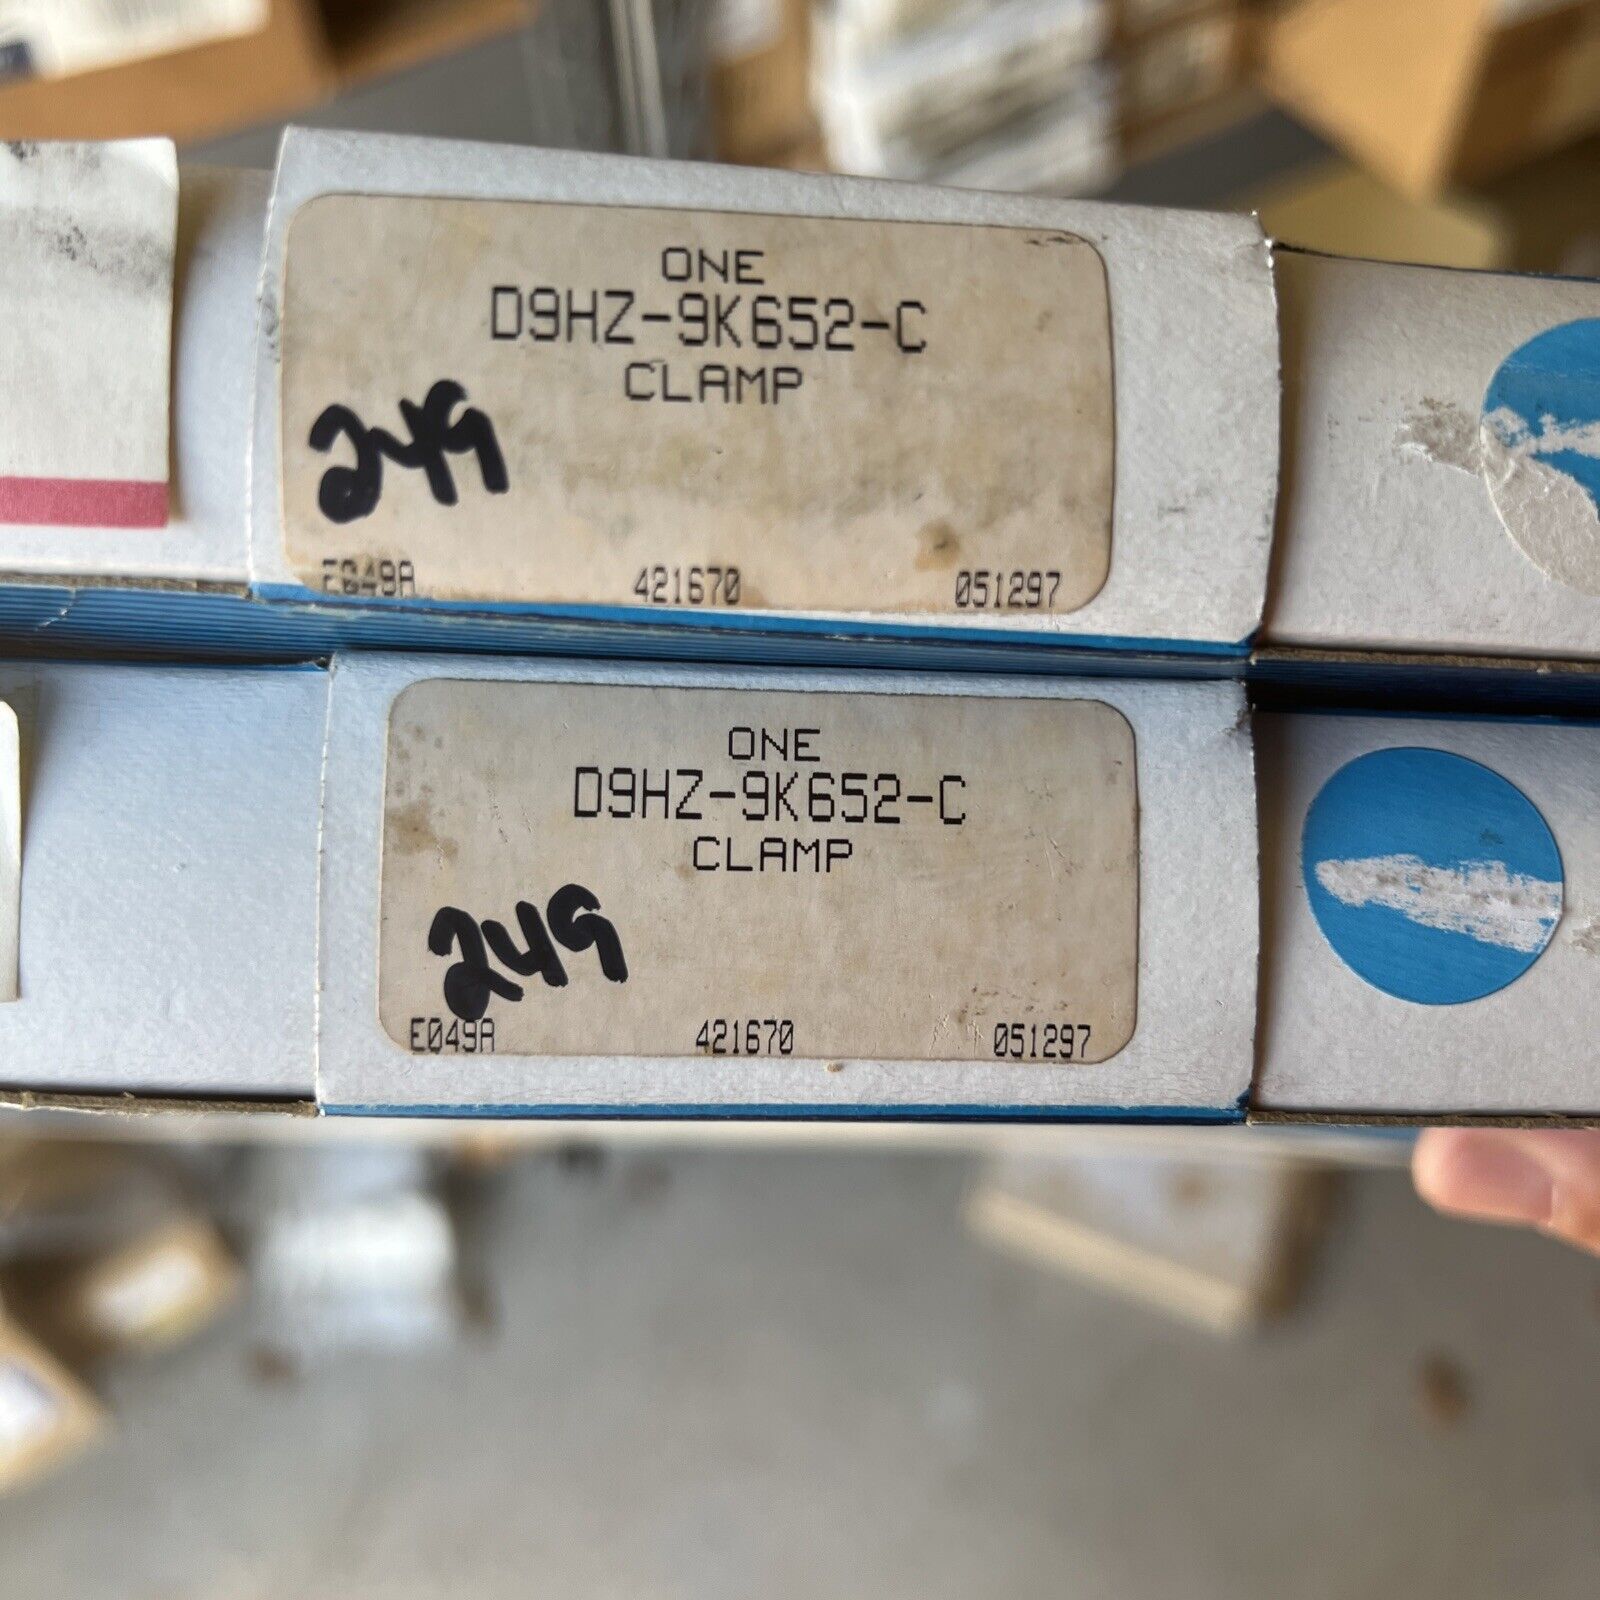 ONE
D9HZ-9K652-C
CLAMP
249
E049A 421670 051297
ONE
D9HZ-9K652-C
CLAMP
249
E049A 421670 051297